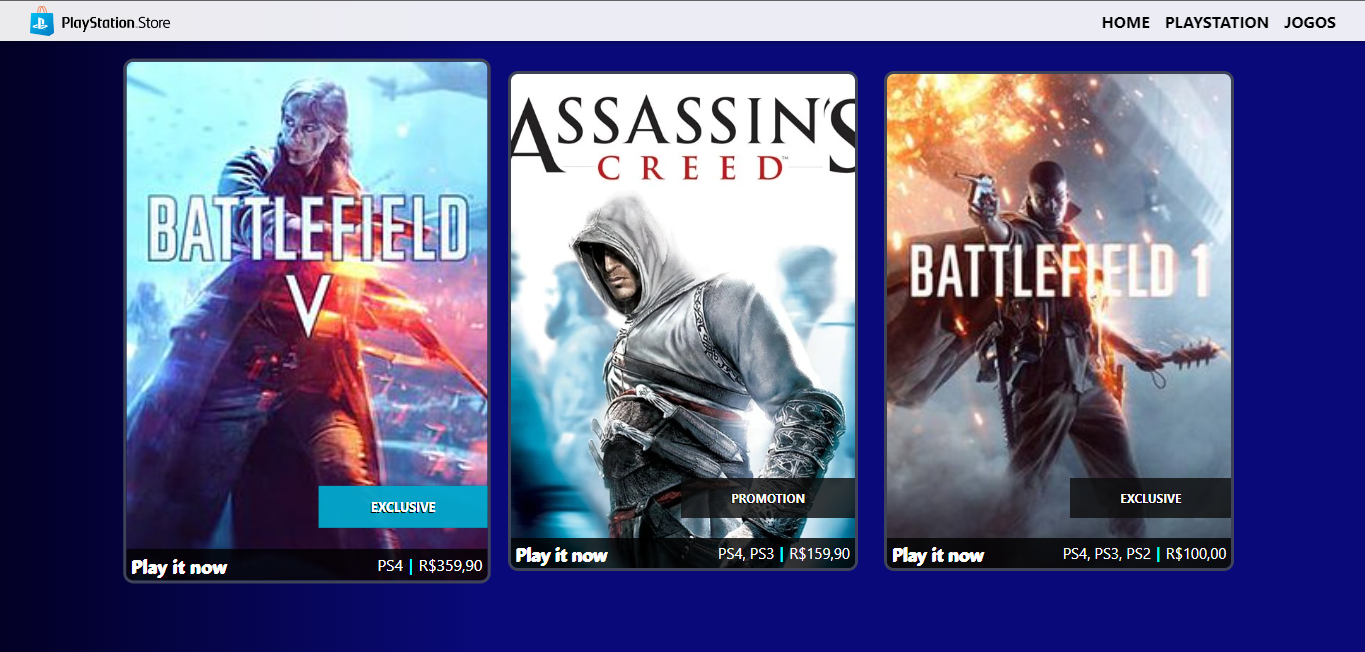 PlayStation.Store
HOME PLAYSTATION JOGOS
BATTLEFIELD
V
EXCLUSIVE
Play it now PS4 | R$359,90
ASSASSIN'S
CREED™
PROMOTION
Play it now PS4, PS3 | R$159,90
BATTLEFIELD 1
EXCLUSIVE
Play it now PS4, PS3, PS2 | R$100,00